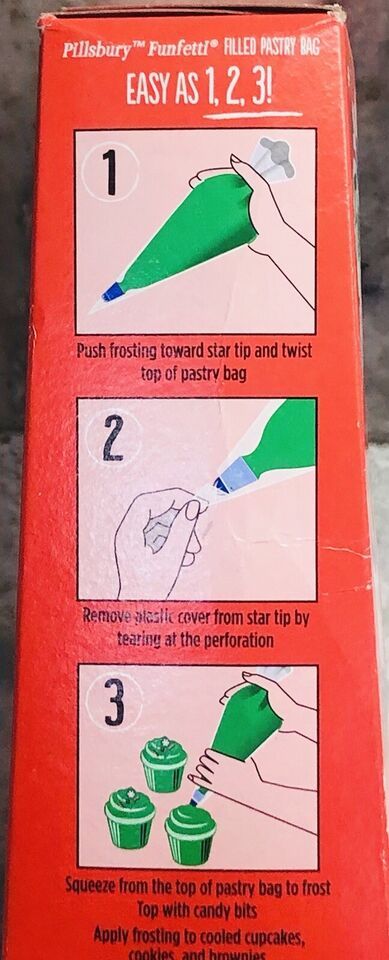 Pillsbury™ Funfetti® FILLED PASTRY BAG
EASY AS 1, 2, 3!
1
Push frosting toward star tip and twist
top of pastry bag
2
Remove plastic cover from star tip by
tearing at the perforation
3
Squeeze from the top of pastry bag to frost
Top with candy bits
Apply frosting to cooled cupcakes,
cookies, and brownies